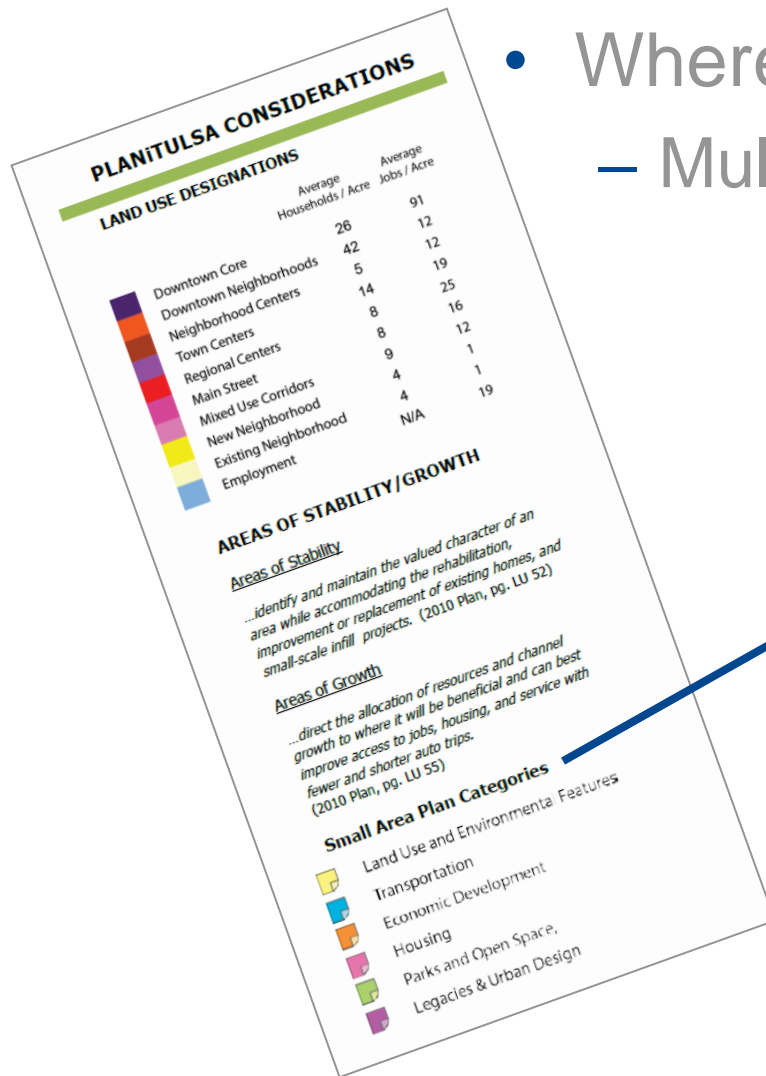 • Where
– Mul
PLANiTULSA CONSIDERATIONS
LAND USE DESIGNATIONS
Average Households / Acre
Average Jobs / Acre
Downtown Core 26 91
Downtown Neighborhoods 42 12
Neighborhood Centers 5 12
Town Centers 14 19
Regional Centers 8 25
Main Street 8 16
Mixed Use Corridors 9 12
New Neighborhood 4 1
Existing Neighborhood 4 1
Employment N/A 19
AREAS OF STABILITY/GROWTH
Areas of Stability
...identify and maintain the valued character of an
area while accommodating the rehabilitation,
improvement or replacement of existing homes, and
small-scale infill projects. (2010 Plan, pg. LU 52)
Areas of Growth
...direct the allocation of resources and channel
growth to where it will be beneficial and can best
improve access to jobs, housing, and service with
fewer and shorter auto trips.
(2010 Plan, pg. LU 55)
Small Area Plan Categories
Land Use and Environmental Features
Transportation
Economic Development
Housing
Parks and Open Space,
Legacies & Urban Design